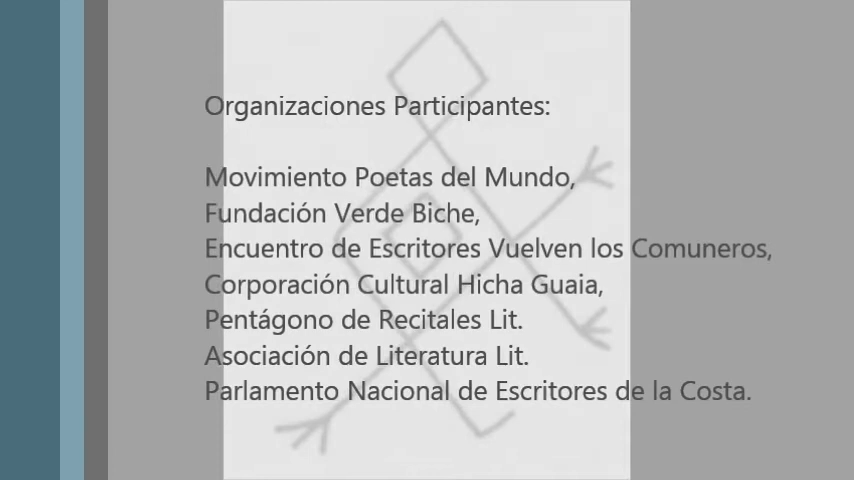 Organizaciones Participantes:
Movimiento Poetas del Mundo,
Fundación Verde Biche,
Encuentro de Escritores Vuelven los Comuneros,
Corporación Cultural Hicha Guaia,
Pentágono de Recitales Lit.
Asociación de Literatura Lit.
Parlamento Nacional de Escritores de la Costa.